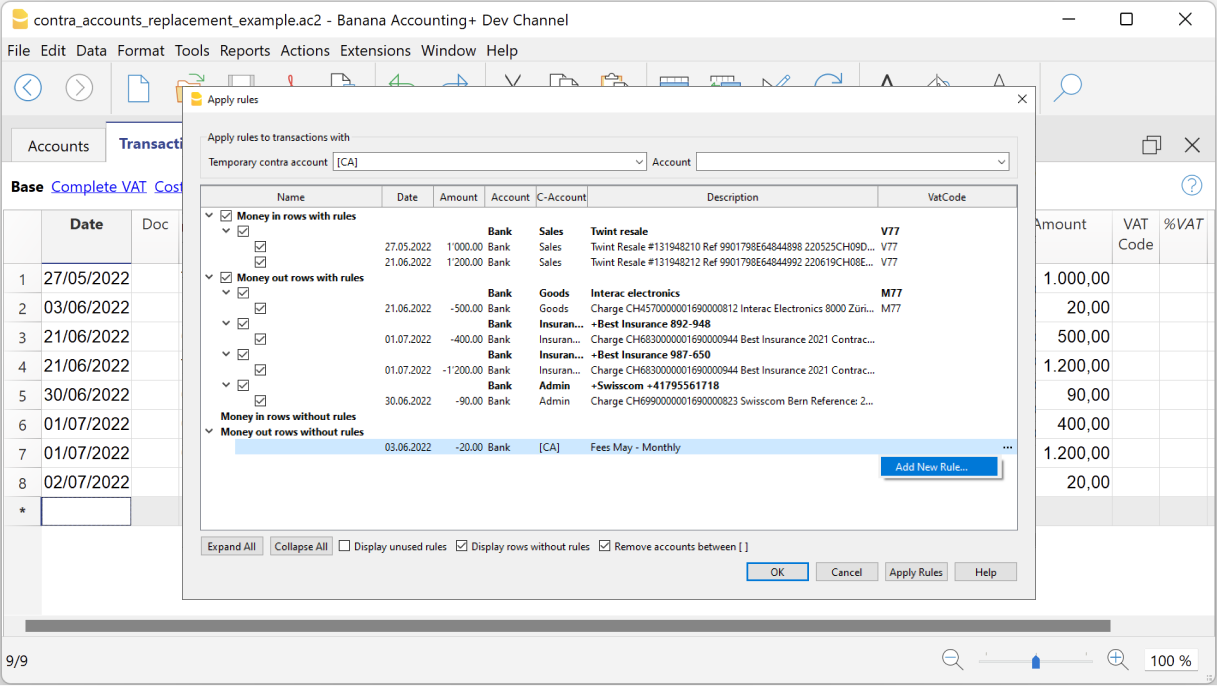 contra_accounts_replacement_example.ac2 - Banana Accounting+ Dev Channel
File Edit Data Format Tools Reports Actions Extensions Window Help
Apply rules
Accounts
Transacti
Base Complete VAT Cost
Apply rules to transactions with
Temporary contra account [CA] Account
Name Date Amount Account C-Account Description VatCode
Money in rows with rules
Bank Sales Twint resale V77
27.05.2022 1'000.00 Bank Sales Twint Resale #131948210 Ref 9901798E64844898 220525CH09D... V77
21.06.2022 1'200.00 Bank Sales Twint Resale #131948212 Ref 9901798E64844992 220619CH08E... V77
Money out rows with rules
Bank Goods Interac electronics M77
21.06.2022 -500.00 Bank Goods Charge CH457000001690000812 Interac Electronics 8000 Züri... M77
Bank Insuran... +Best Insurance 892-948
01.07.2022 -400.00 Bank Insuran... Charge CH683000001690000944 Best Insurance 2021 Contrac...
Bank Insuran... +Best Insurance 987-650
01.07.2022 -1'200.00 Bank Insuran... Charge CH683000001690000944 Best Insurance 2021 Contrac...
Bank Admin +Swisscom +41795561718
30.06.2022 -90.00 Bank Admin Charge CH699000001690000823 Swisscom Bern Reference: 2...
Money in rows without rules
Money out rows without rules
03.06.2022 -20.00 Bank [CA] Fees May - Monthly ...
Add New Rule...
Expand All Collapse All Display unused rules Display rows without rules Remove accounts between [ ]
OK Cancel Apply Rules Help
Date Doc Amount VAT Code %VAT
1 27/05/2022 1.000,00
2 03/06/2022 20,00
3 21/06/2022 500,00
4 21/06/2022 1.200,00
5 30/06/2022 90,00
6 01/07/2022 400,00
7 01/07/2022 1.200,00
8 02/07/2022 20,00
*
9/9
100 %